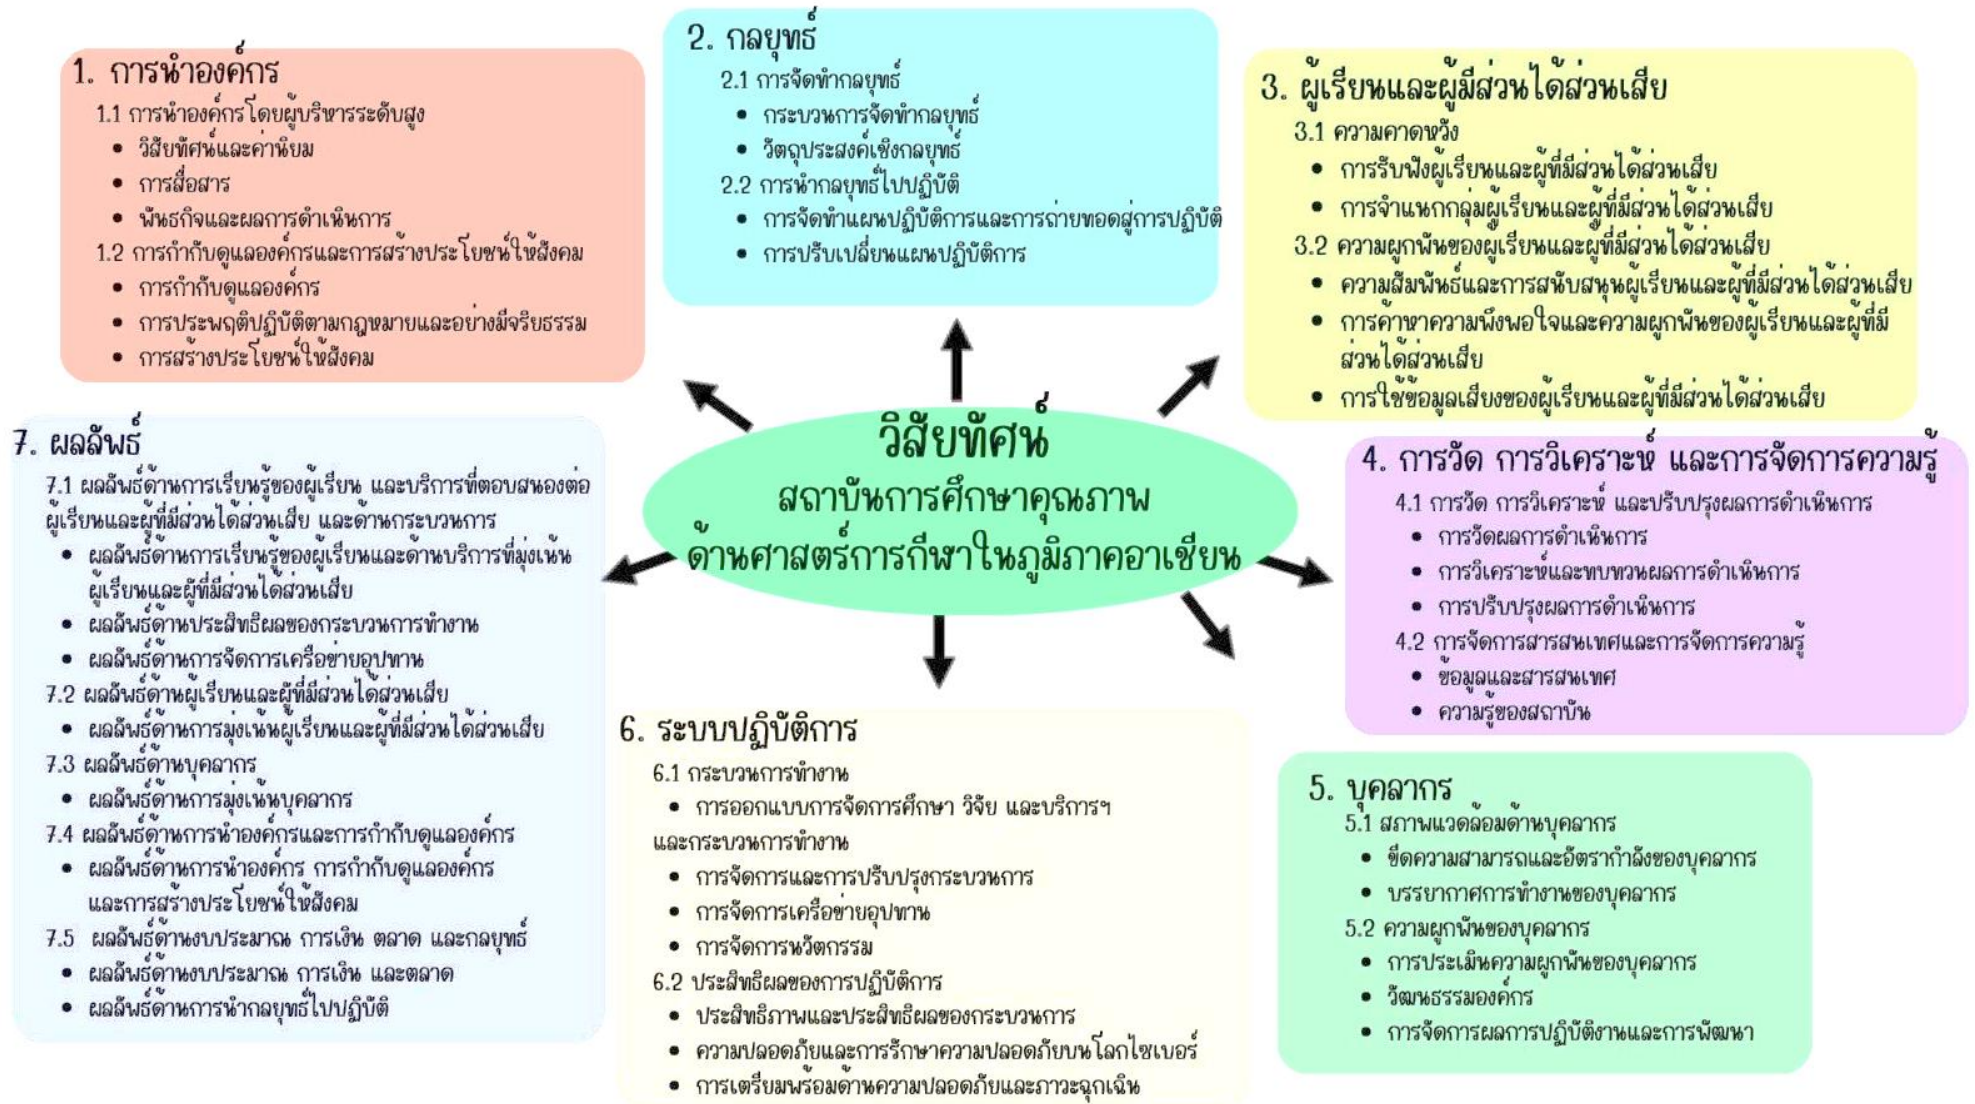 1. การนำองค์กร
1.1 การนำองค์กรโดยผู้บริหารระดับสูง
• วิสัยทัศน์และค่านิยม
• การสื่อสาร
• พันธกิจและผลการดำเนินการ
1.2 การกำกับดูแลองค์กรและการสร้างประโยชน์ให้สังคม
• การกำกับดูแลองค์กร
• การประพฤติปฏิบัติตามกฎหมายและอย่างมีจริยธรรม
• การสร้างประโยชน์ให้สังคม
2. กลยุทธ์
2.1 การจัดทำกลยุทธ์
• กระบวนการจัดทำกลยุทธ์
• วัตถุประสงค์เชิงกลยุทธ์
2.2 การนำกลยุทธ์ไปปฏิบัติ
• การจัดทำแผนปฏิบัติการและการถ่ายทอดสู่การปฏิบัติ
• การปรับเปลี่ยนแผนปฏิบัติการ
3. ผู้เรียนและผู้มีส่วนได้ส่วนเสีย
3.1 ความคาดหวัง
• การรับฟังผู้เรียนและผู้ที่มีส่วนได้ส่วนเสีย
• การจำแนกกลุ่มผู้เรียนและผู้ที่มีส่วนได้ส่วนเสีย
3.2 ความผูกพันของผู้เรียนและผู้ที่มีส่วนได้ส่วนเสีย
• ความสัมพันธ์และการสนับสนุนผู้เรียนและผู้ที่มีส่วนได้ส่วนเสีย
• การค้าหาความพึงพอใจและความผูกพันของผู้เรียนและผู้ที่มี
ส่วนได้ส่วนเสีย
• การใช้ข้อมูลเสียงของผู้เรียนและผู้ที่มีส่วนได้ส่วนเสีย
วิสัยทัศน์
สถาบันการศึกษาคุณภาพ
ด้านศาสตร์การกีฬาในภูมิภาคอาเซียน
4. การวัด การวิเคราะห์ และการจัดการความรู้
4.1 การวัด การวิเคราะห์ และปรับปรุงผลการดำเนินการ
• การวัดผลการดำเนินการ
• การวิเคราะห์และทบทวนผลการดำเนินการ
• การปรับปรุงผลการดำเนินการ
4.2 การจัดการสารสนเทศและการจัดการความรู้
• ข้อมูลและสารสนเทศ
• ความรู้ของสถาบัน
5. บุคลากร
5.1 สภาพแวดล้อมด้านบุคลากร
• ขีดความสามารถและอัตรากำลังของบุคลากร
• บรรยากาศการทำงานของบุคลากร
5.2 ความผูกพันของบุคลากร
• การประเมินความผูกพันของบุคลากร
• วัฒนธรรมองค์กร
• การจัดการผลการปฏิบัติงานและการพัฒนา
6. ระบบปฏิบัติการ
6.1 กระบวนการทำงาน
• การออกแบบการจัดการศึกษา วิจัย และบริการฯ
และกระบวนการทำงาน
• การจัดการและการปรับปรุงกระบวนการ
• การจัดการเครือข่ายอุปทาน
• การจัดการนวัตกรรม
6.2 ประสิทธิผลของการปฏิบัติการ
• ประสิทธิภาพและประสิทธิผลของกระบวนการ
• ความปลอดภัยและการรักษาความปลอดภัยบนโลกไซเบอร์
• การเตรียมพร้อมด้านความปลอดภัยและภาวะฉุกเฉิน
7. ผลลัพธ์
7.1 ผลลัพธ์ด้านการเรียนรู้ของผู้เรียน และบริการที่ตอบสนองต่อ
ผู้เรียนและผู้ที่มีส่วนได้ส่วนเสีย และด้านกระบวนการ
• ผลลัพธ์ด้านการเรียนรู้ของผู้เรียนและด้านบริการที่มุ่งเน้น
ผู้เรียนและผู้ที่มีส่วนได้ส่วนเสีย
• ผลลัพธ์ด้านประสิทธิผลของกระบวนการทำงาน
• ผลลัพธ์ด้านการจัดการเครือข่ายอุปทาน
7.2 ผลลัพธ์ด้านผู้เรียนและผู้ที่มีส่วนได้ส่วนเสีย
• ผลลัพธ์ด้านการมุ่งเน้นผู้เรียนและผู้ที่มีส่วนได้ส่วนเสีย
7.3 ผลลัพธ์ด้านบุคลากร
• ผลลัพธ์ด้านการมุ่งเน้นบุคลากร
7.4 ผลลัพธ์ด้านการนำองค์กรและการกำกับดูแลองค์กร
• ผลลัพธ์ด้านการนำองค์กร การกำกับดูแลองค์กร
และการสร้างประโยชน์ให้สังคม
7.5 ผลลัพธ์ด้านงบประมาณ การเงิน ตลาด และกลยุทธ์
• ผลลัพธ์ด้านงบประมาณ การเงิน และตลาด
• ผลลัพธ์ด้านการนำกลยุทธ์ไปปฏิบัติ